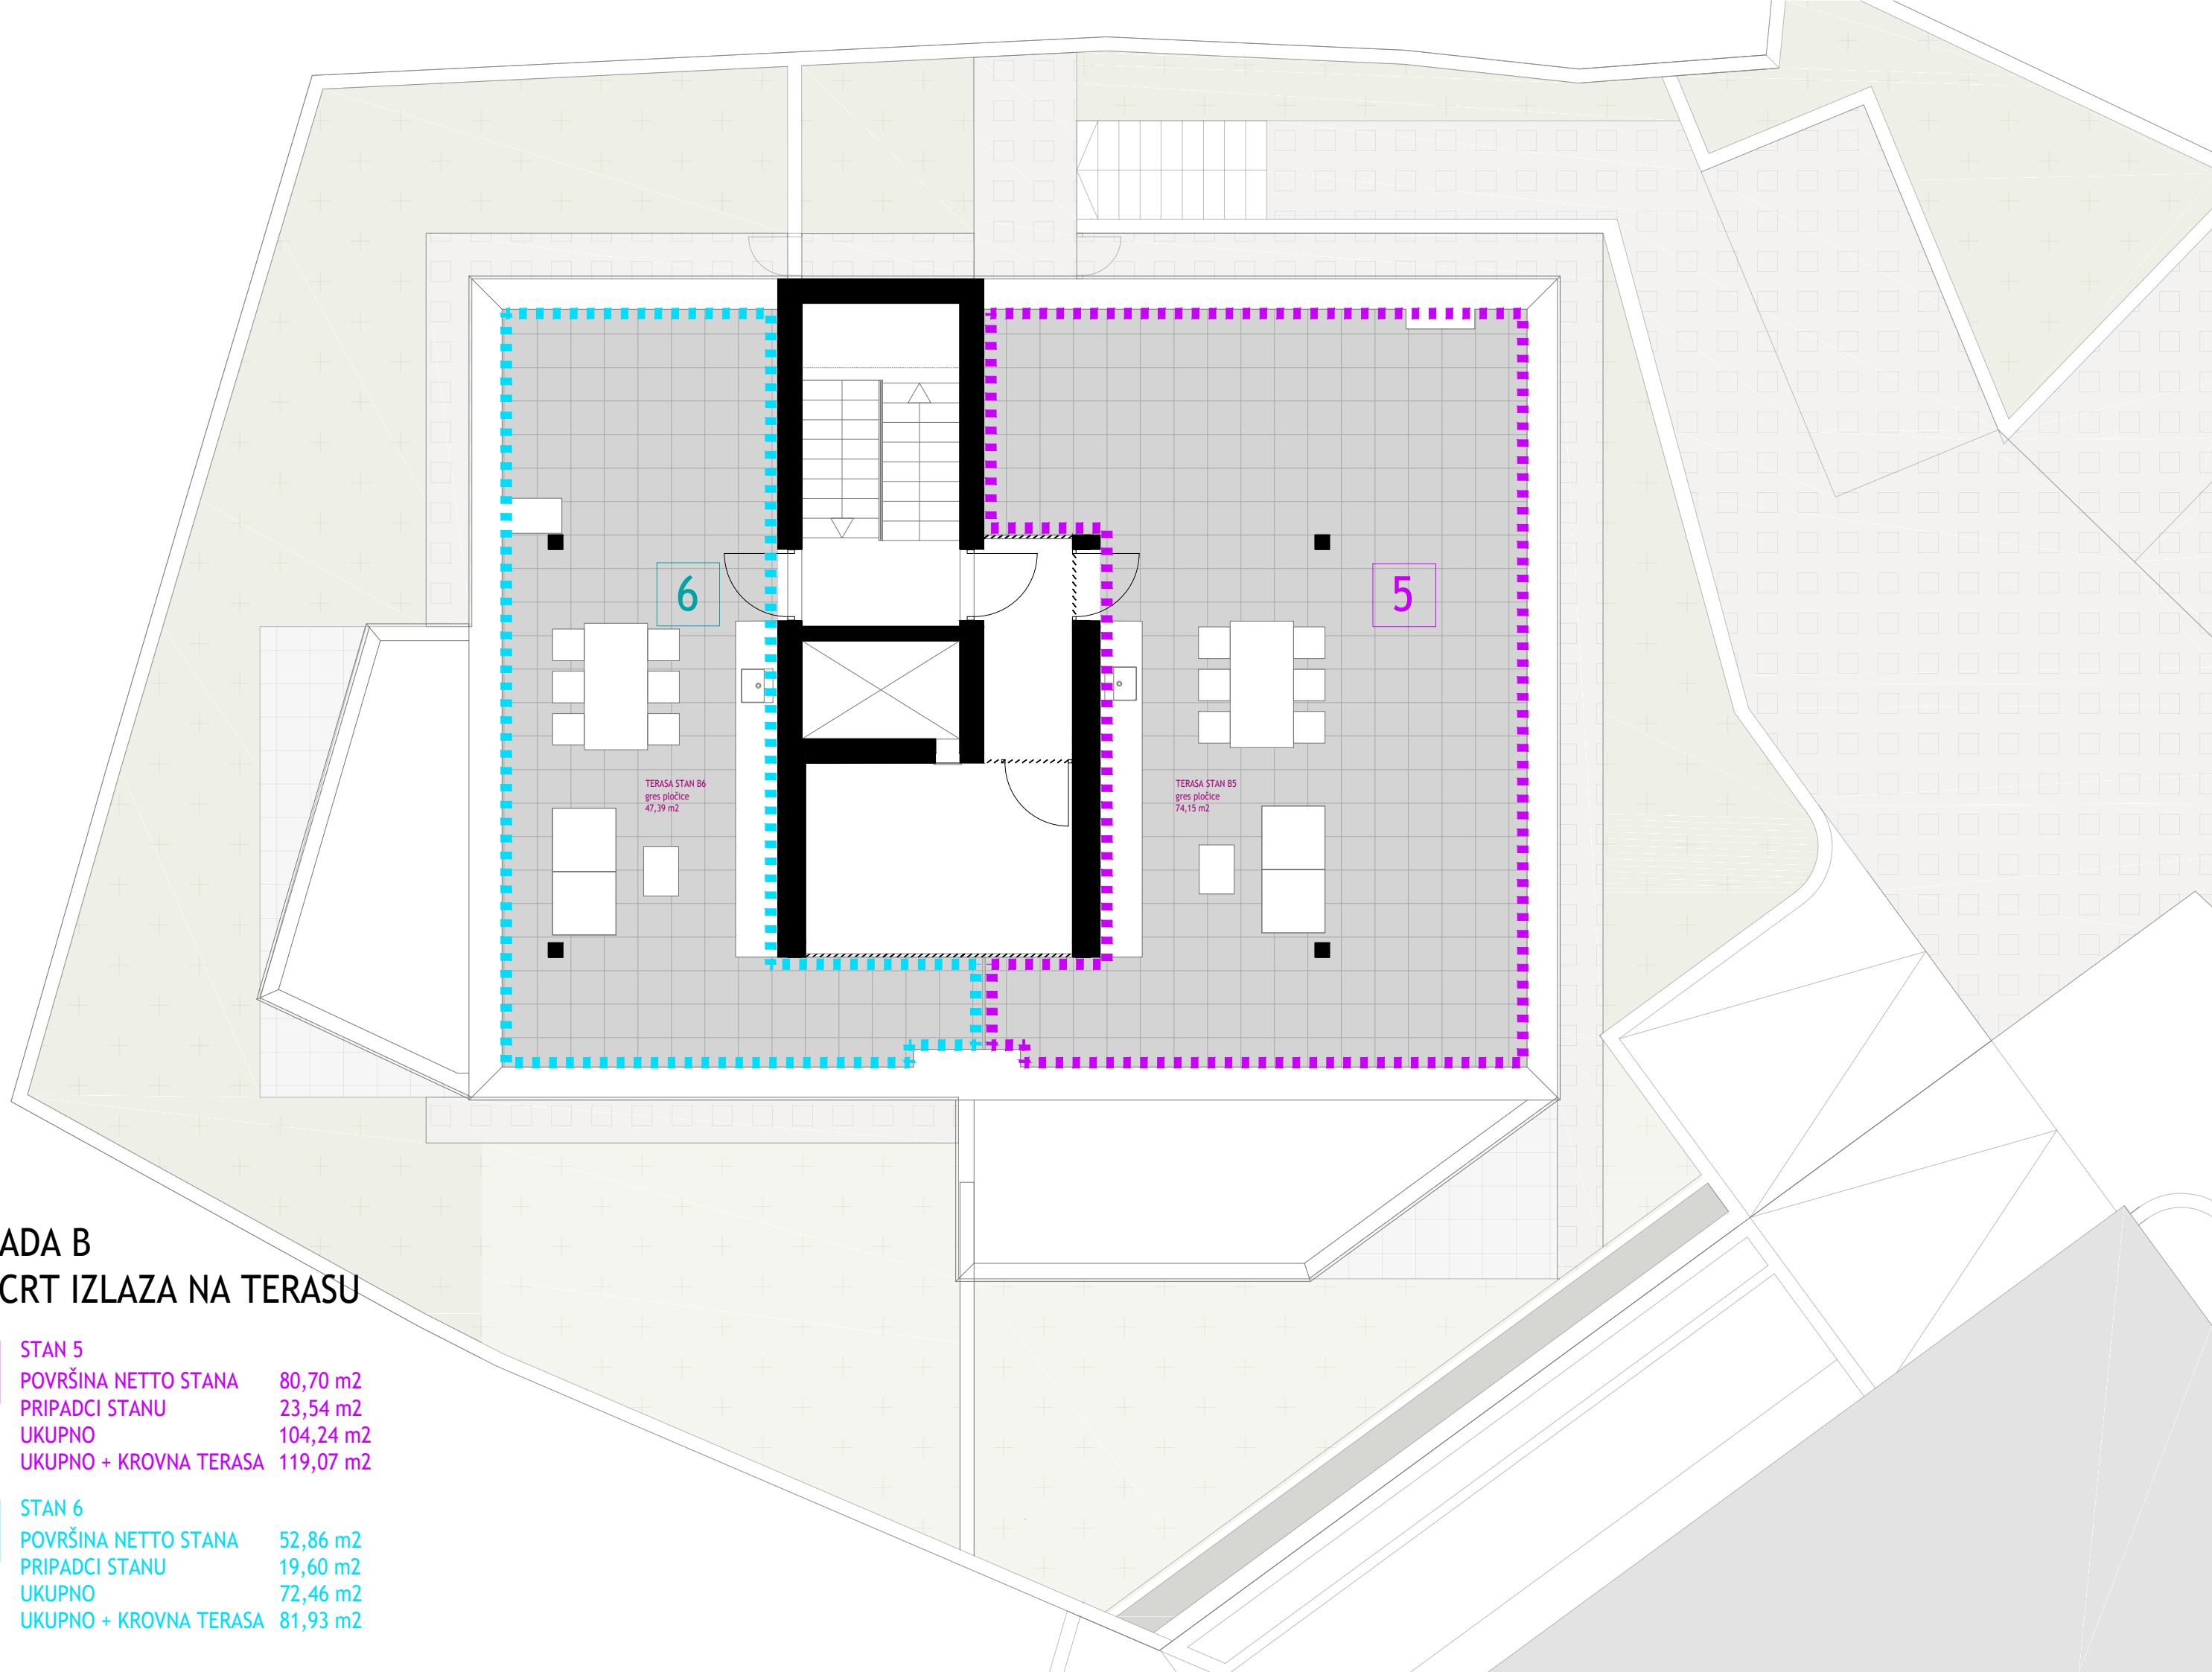 6
5
TERASA STAN B6
gres pločice
47,39 m2
TERASA STAN B5
gres pločice
74,15 m2
ADA B
CRT IZLAZA NA TERASU
STAN 5
POVRŠINA NETTO STANA 80,70 m2
PRIPADCI STANU 23,54 m2
UKUPNO 104,24 m2
UKUPNO + KROVNA TERASA 119,07 m2
STAN 6
POVRŠINA NETTO STANA 52,86 m2
PRIPADCI STANU 19,60 m2
UKUPNO 72,46 m2
UKUPNO + KROVNA TERASA 81,93 m2